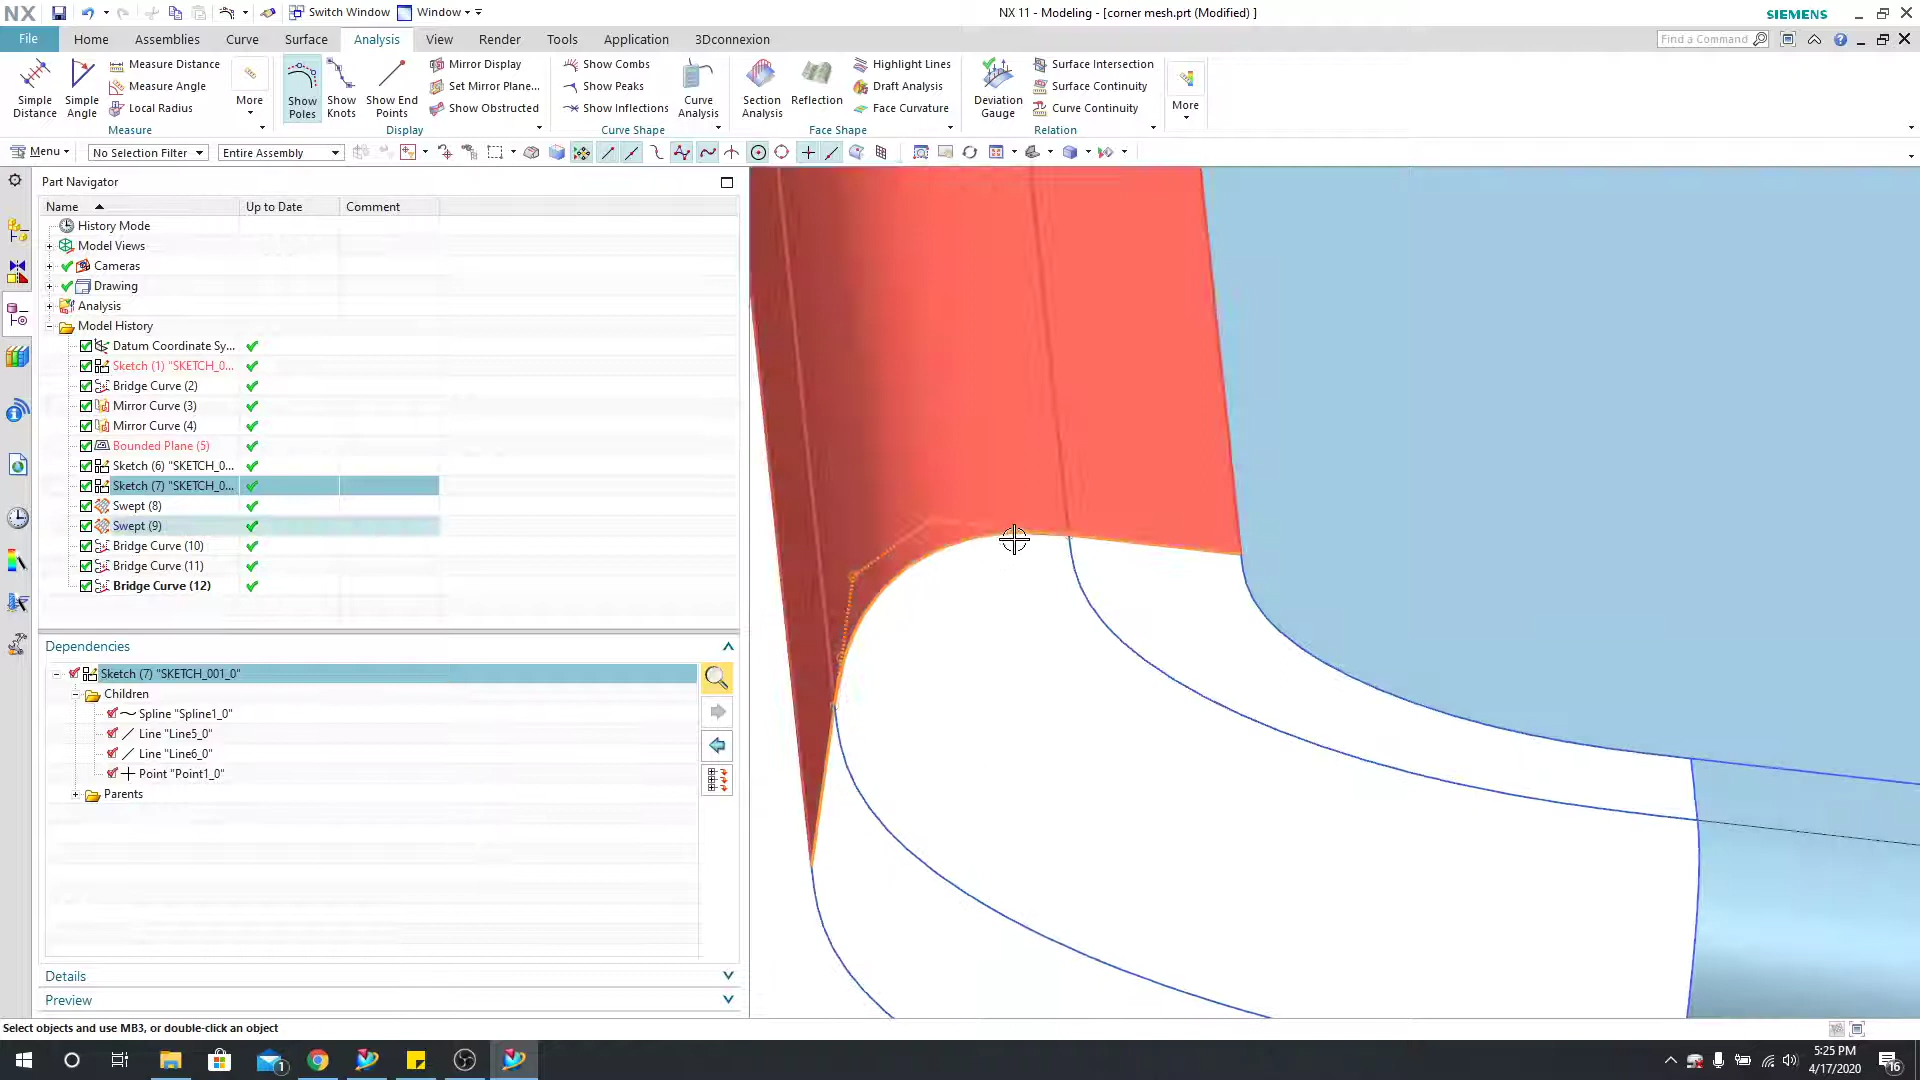 NX
Switch Window
Window
NX 11 - Modeling - [corner mesh.prt (Modified) ]
SIEMENS
File
Home
Assemblies
Curve
Surface
Analysis
View
Render
Tools
Application
3Dconnexion
Find a Command
Simple Distance
Simple Angle
Measure Distance
Measure Angle
Local Radius
More
Measure
Show Poles
Show Knots
Show End Points
Mirror Display
Set Mirror Plane...
Show Obstructed
Display
Show Combs
Show Peaks
Show Inflections
Curve Analysis
Curve Shape
Section Analysis
Reflection
Highlight Lines
Draft Analysis
Face Curvature
Face Shape
Deviation Gauge
Surface Intersection
Surface Continuity
Curve Continuity
Relation
More
Menu
No Selection Filter
Entire Assembly
Part Navigator
Name
Up to Date
Comment
History Mode
Model Views
Cameras
Drawing
Analysis
Model History
Datum Coordinate Sy...
Sketch (1) "SKETCH_0...
Bridge Curve (2)
Mirror Curve (3)
Mirror Curve (4)
Bounded Plane (5)
Sketch (6) "SKETCH_0...
Sketch (7) "SKETCH_0...
Swept (8)
Swept (9)
Bridge Curve (10)
Bridge Curve (11)
Bridge Curve (12)
Dependencies
Sketch (7) "SKETCH_001_0"
Children
Spline "Spline1_0"
Line "Line5_0"
Line "Line6_0"
Point "Point1_0"
Parents
Details
Preview
Select objects and use MB3, or double-click an object
1
5:25 PM
4/17/2020
16